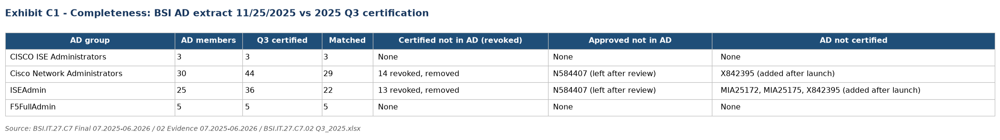 Exhibit C1 - Completeness: BSI AD extract 11/25/2025 vs 2025 Q3 certification
AD group AD members Q3 certified Matched Certified not in AD (revoked) Approved not in AD AD not certified
CISCO ISE Administrators 3 3 3 None None None
Cisco Network Administrators 30 44 29 14 revoked, removed N584407 (left after review) X842395 (added after launch)
ISEAdmin 25 36 22 13 revoked, removed N584407 (left after review) MIA25172, MIA25175, X842395 (added after launch)
F5FullAdmin 5 5 5 None None None
Source: BSI.IT.27.C7 Final 07.2025-06.2026 / 02 Evidence 07.2025-06.2026 / BSI.IT.27.C7.02 Q3_2025.xlsx